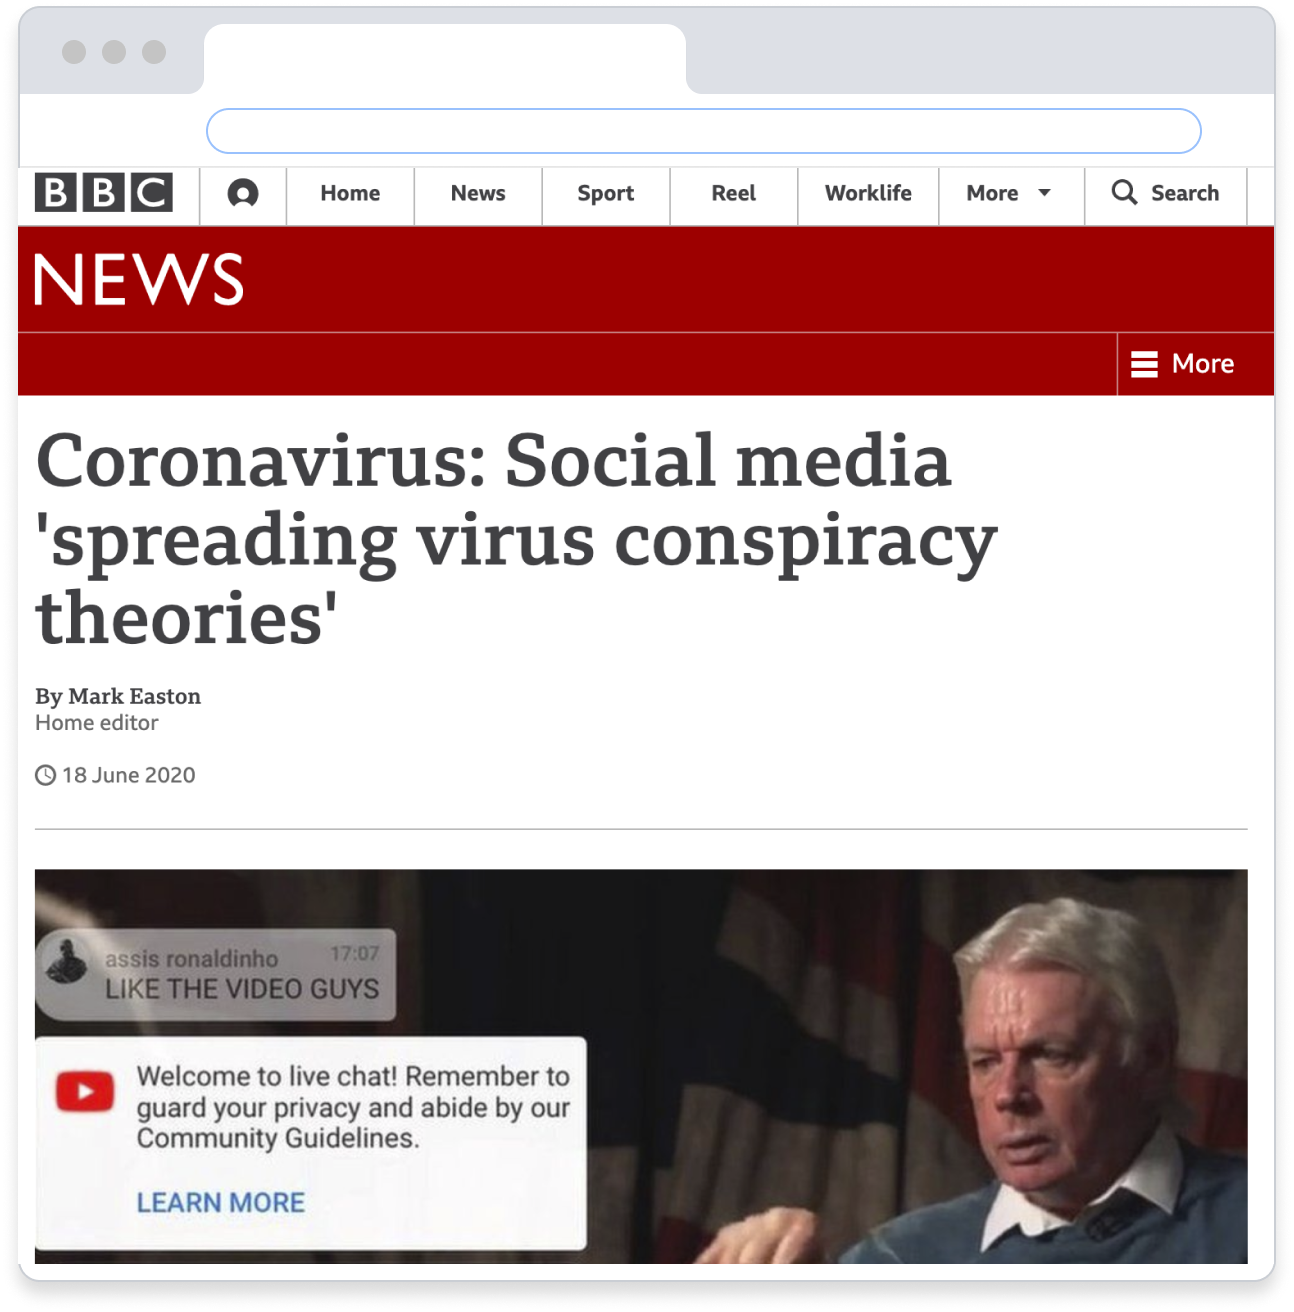 BBC Home News Sport Reel Worklife More Search
NEWS
More
Coronavirus: Social media
'spreading virus conspiracy
theories'
By Mark Easton
Home editor
18 June 2020
assis ronaldinho 17:07
LIKE THE VIDEO GUYS
Welcome to live chat! Remember to
guard your privacy and abide by our
Community Guidelines.
LEARN MORE